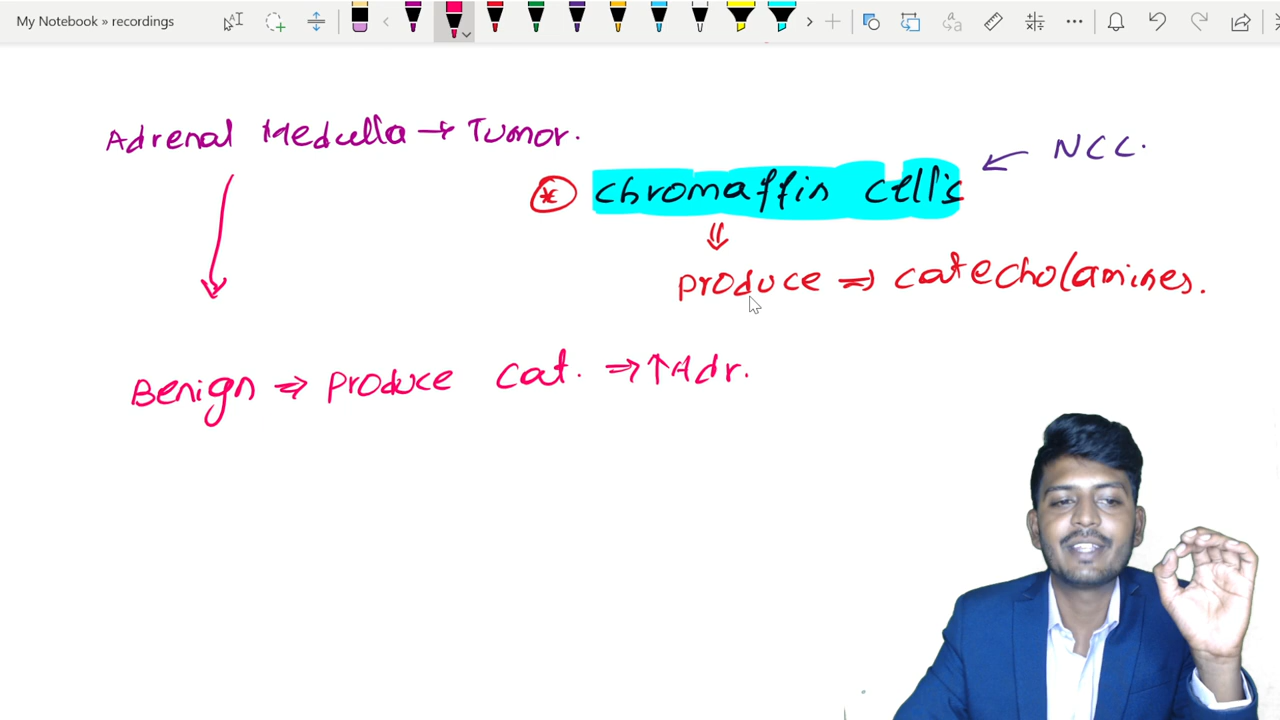 My Notebook » recordings
Adrenal Medulla → Tumor.
NCC.
* chromaffin cells
⇓
produce ⇒ catecholamines.
Benign ⇒ produce cat. ⇒ ↑Adr.